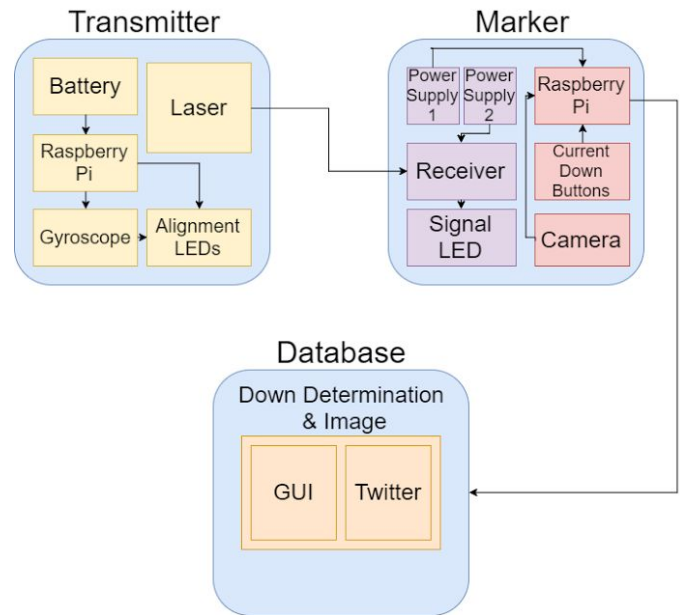 Transmitter
Battery
Laser
Raspberry
Pi
Gyroscope
Alignment
LEDs
Marker
Power
Supply
1
Power
Supply
2
Raspberry
Pi
Receiver
Current
Down
Buttons
Signal
LED
Camera
Database
Down Determination
& Image
GUI
Twitter